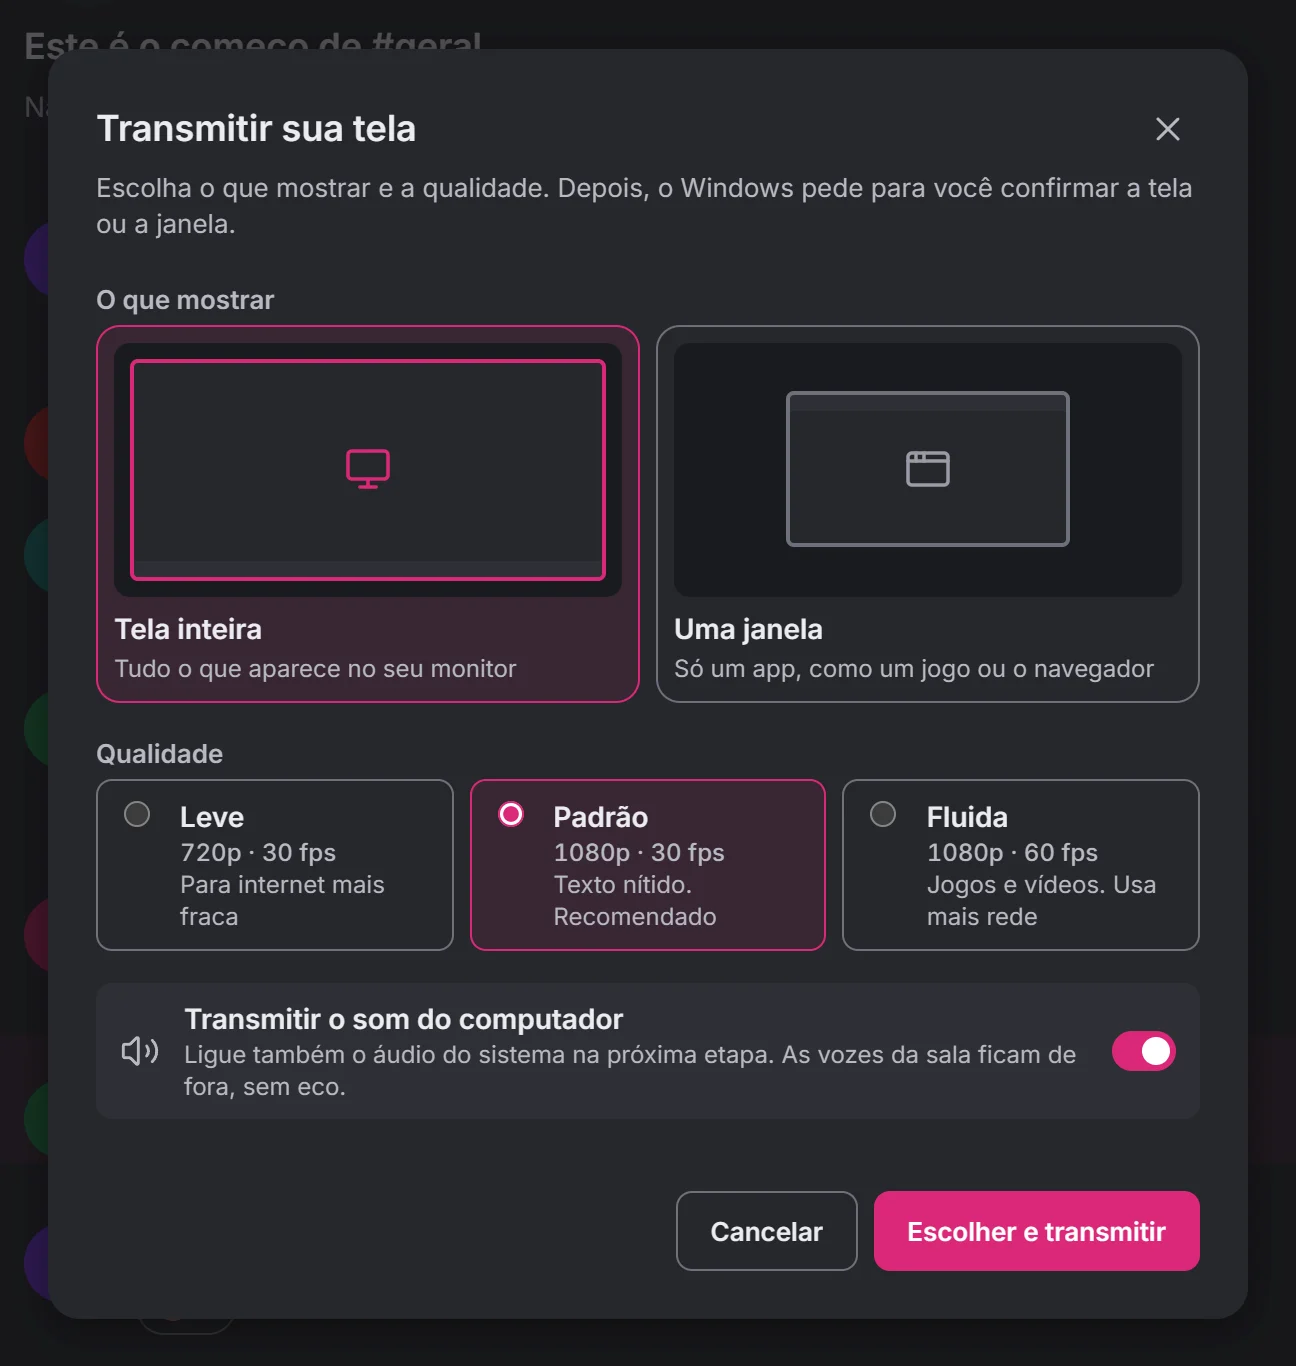 Este é o começo de #geral
Transmitir sua tela
Escolha o que mostrar e a qualidade. Depois, o Windows pede para você confirmar a tela
ou a janela.
O que mostrar
Tela inteira
Tudo o que aparece no seu monitor
Uma janela
Só um app, como um jogo ou o navegador
Qualidade
Leve
720p · 30 fps
Para internet mais
fraca
Padrão
1080p · 30 fps
Texto nítido.
Recomendado
Fluida
1080p · 60 fps
Jogos e vídeos. Usa
mais rede
Transmitir o som do computador
Ligue também o áudio do sistema na próxima etapa. As vozes da sala ficam de
fora, sem eco.
Cancelar
Escolher e transmitir